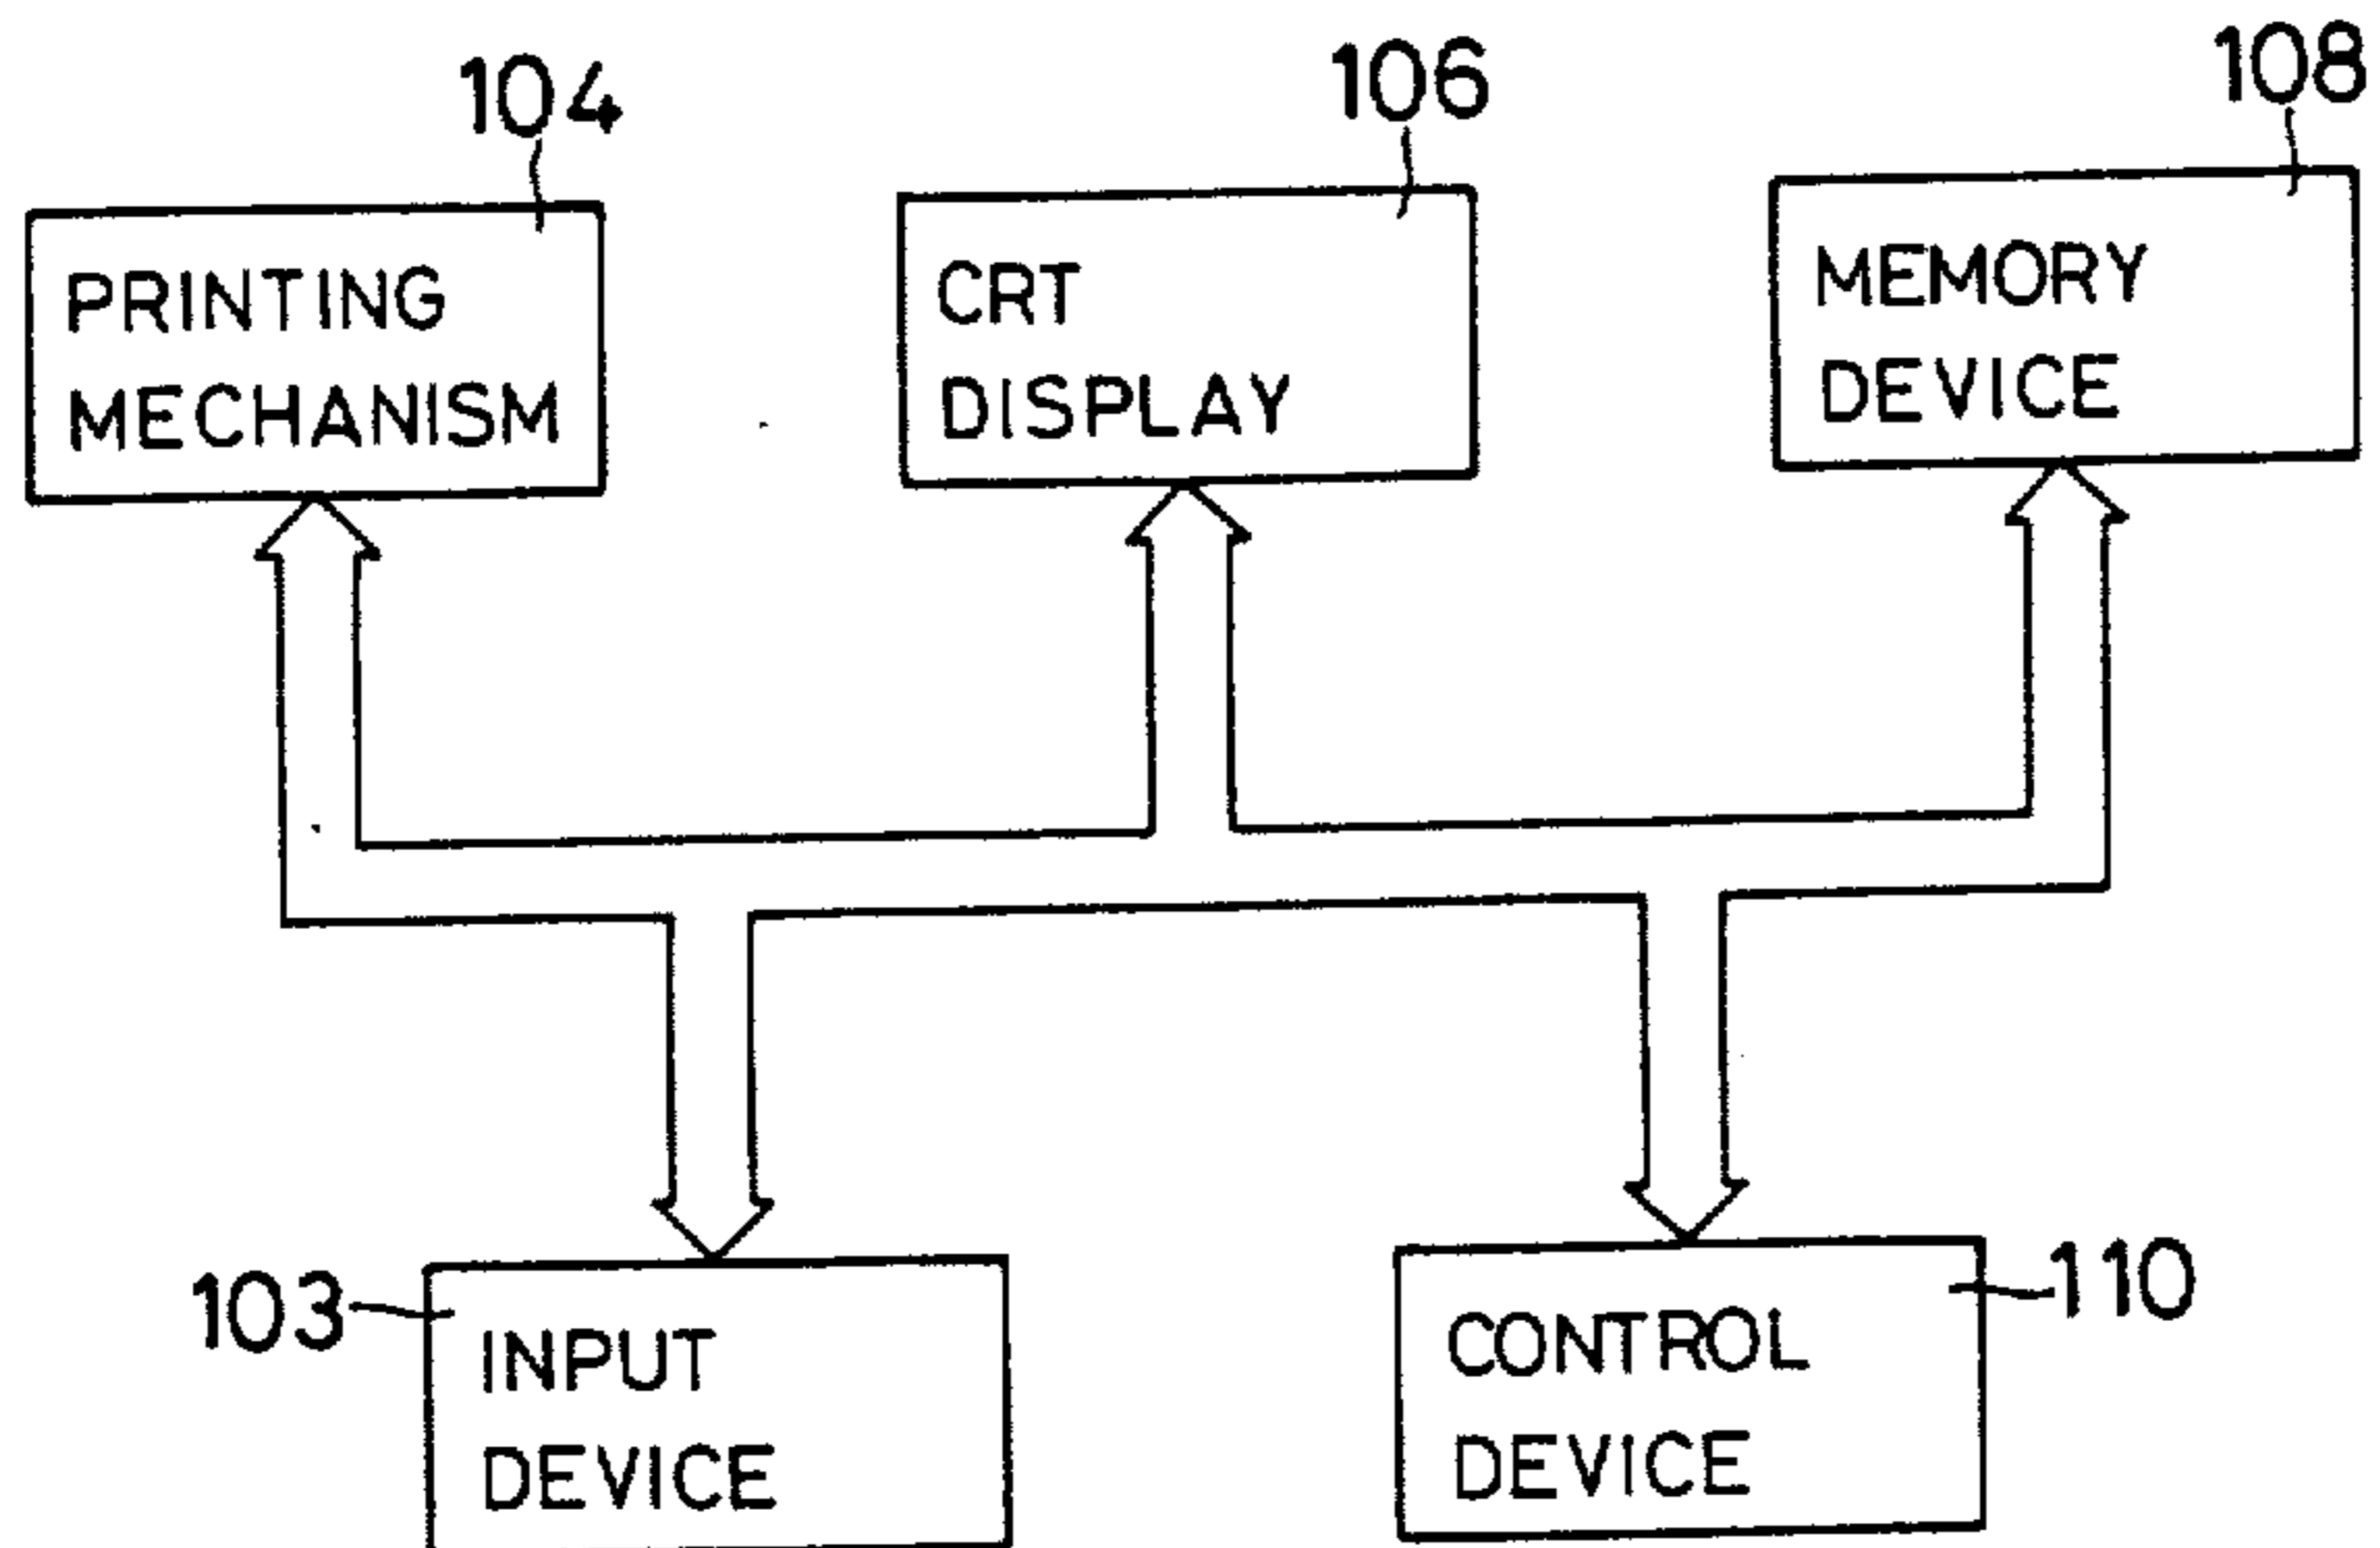 104
PRINTING
MECHANISM
106
CRT
DISPLAY
108
MEMORY
DEVICE
103
INPUT
DEVICE
110
CONTROL
DEVICE